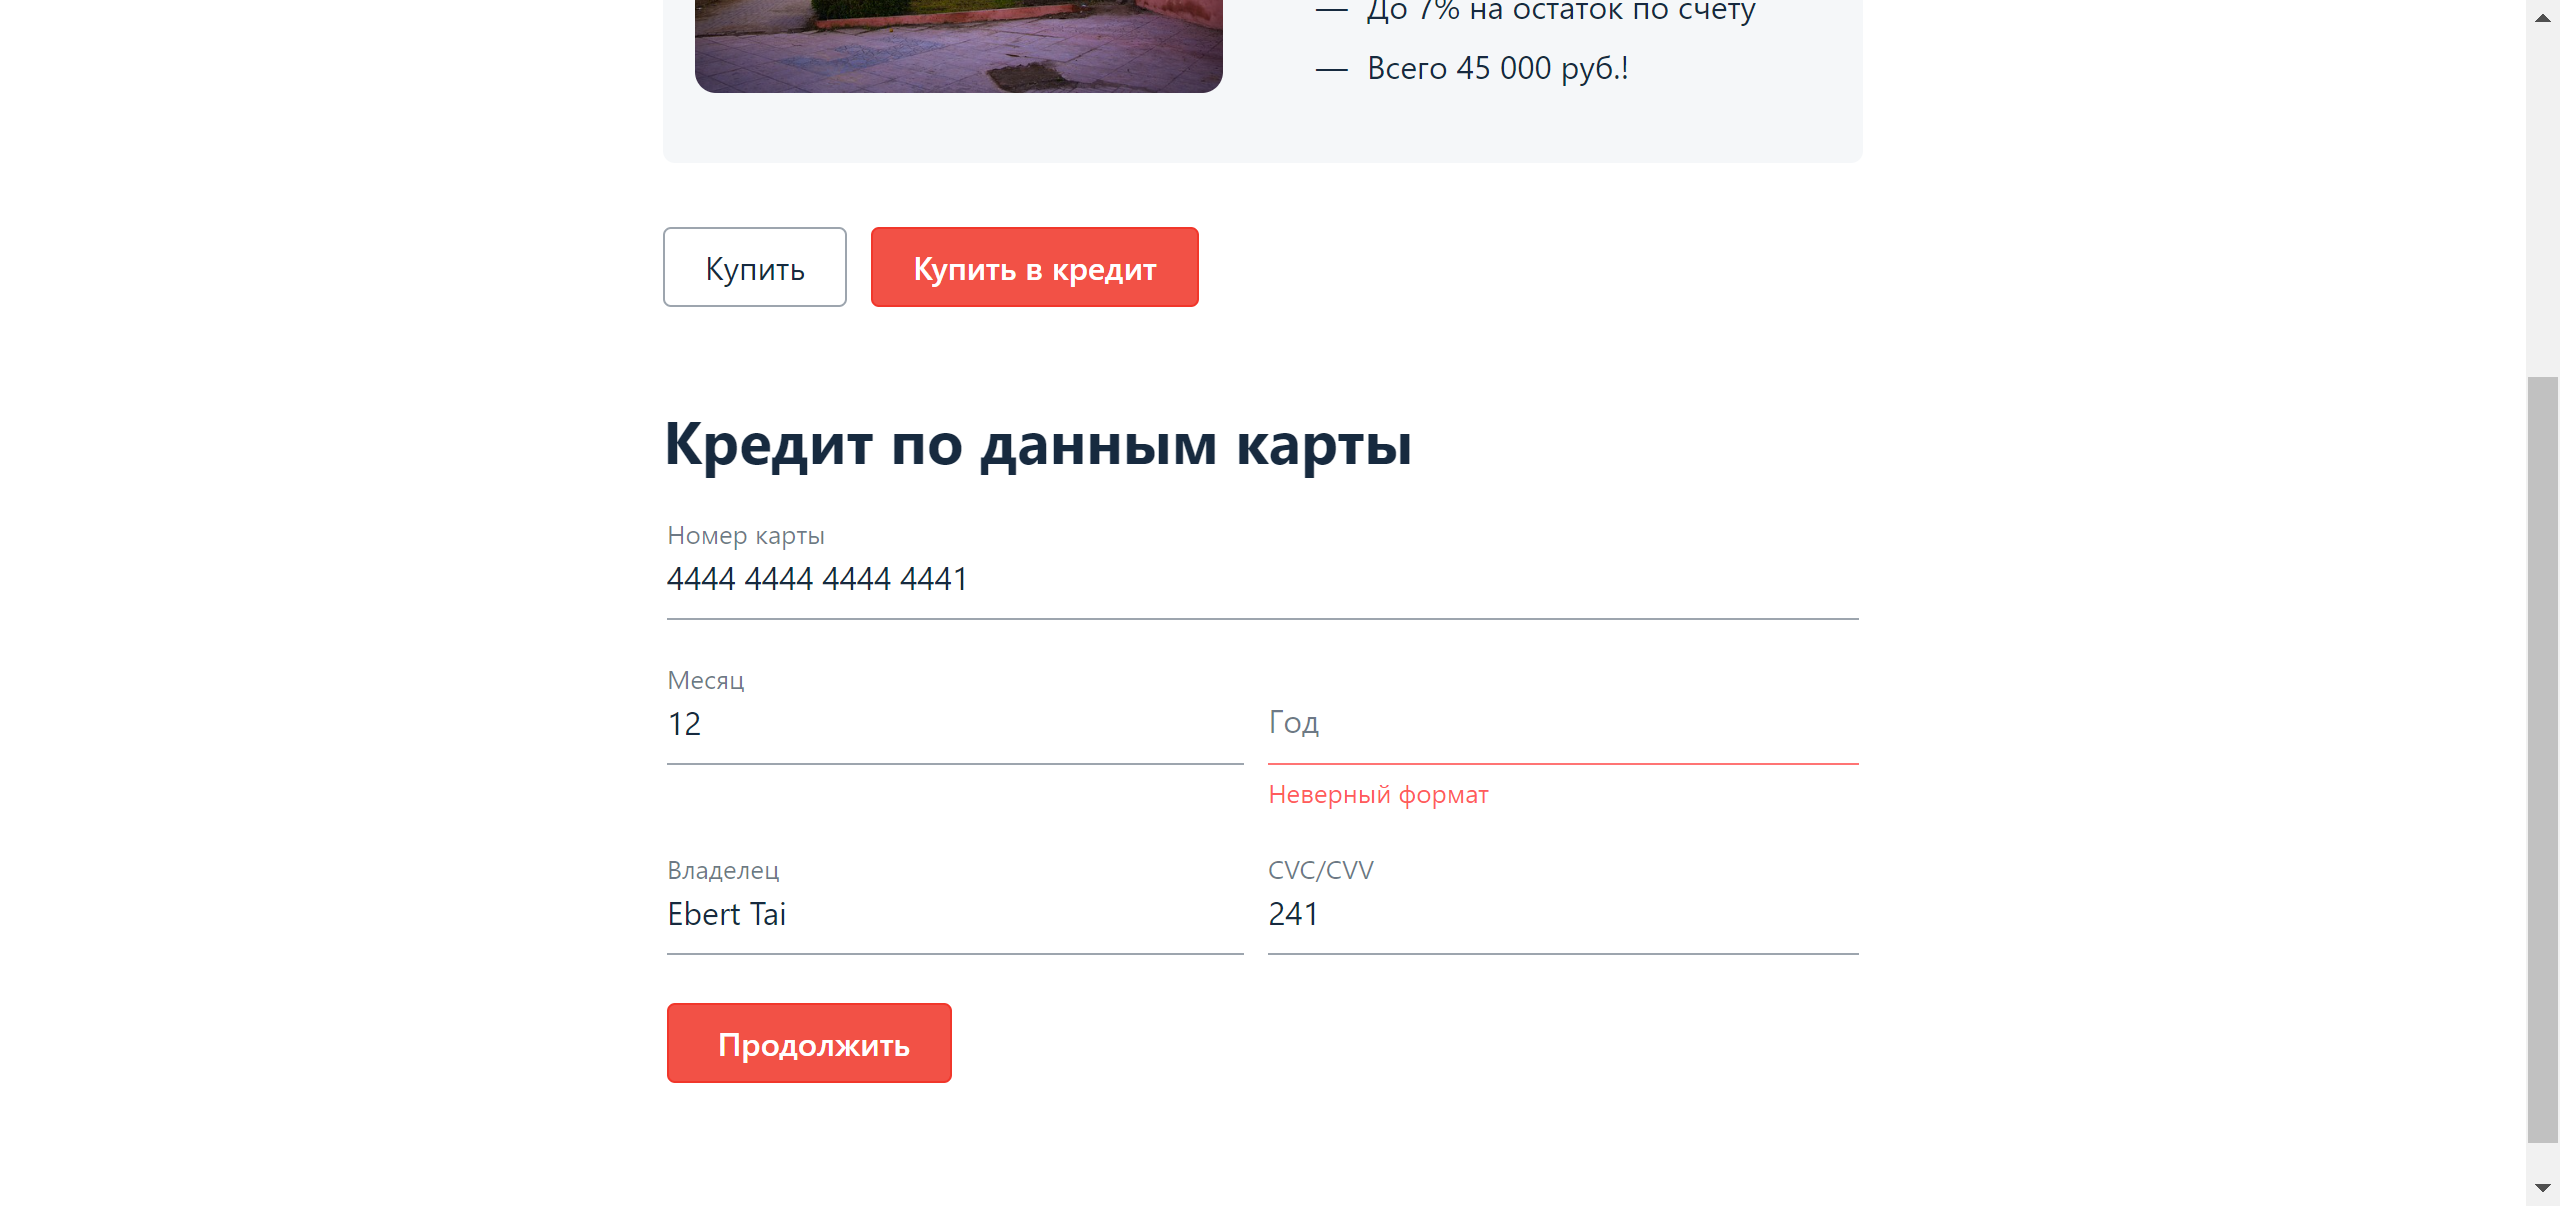 — До 7% на остаток по счету
— Всего 45 000 руб.!
Купить
Купить в кредит
Кредит по данным карты
Номер карты
4444 4444 4444 4441
Месяц
12
Год
Неверный формат
Владелец
Ebert Tai
CVC/CVV
241
Продолжить